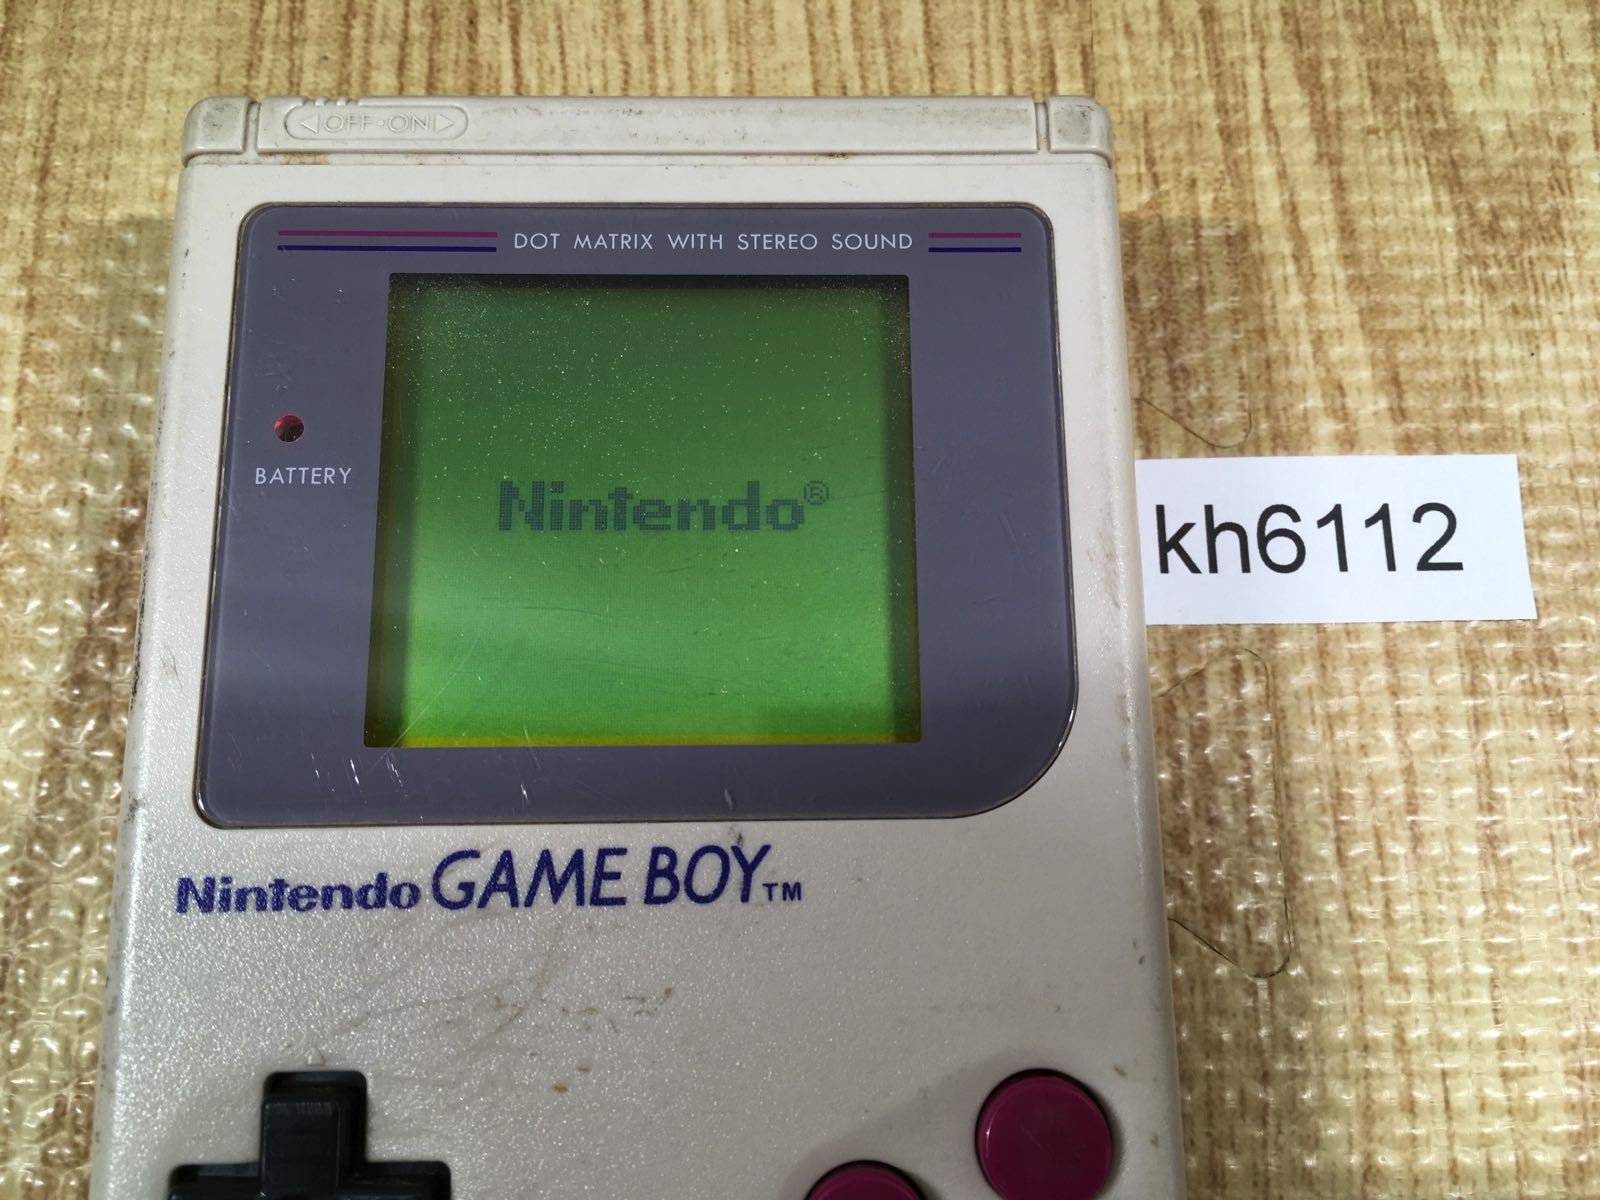 ◁OFF•ON▷
DOT MATRIX WITH STEREO SOUND
BATTERY
Nintendo®
kh6112
Nintendo GAME BOY™